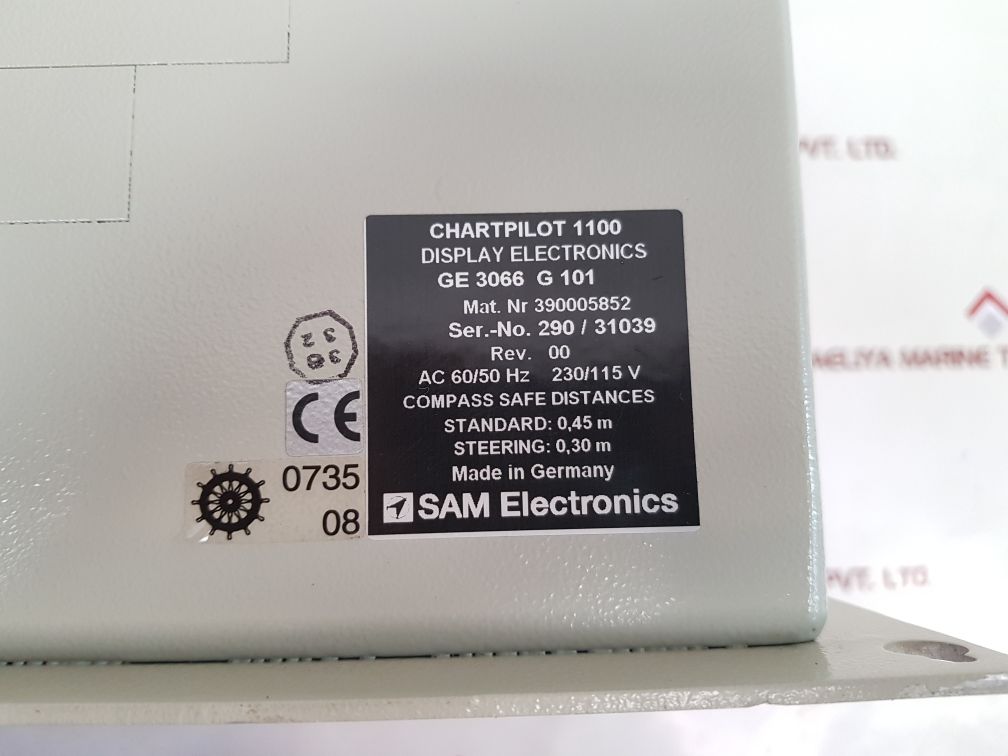 CHARTPILOT 1100
DISPLAY ELECTRONICS
GE 3066 G 101
Mat. Nr 390005852
Ser.-No. 290 / 31039
Rev. 00
AC 60/50 Hz 230/115 V
COMPASS SAFE DISTANCES
STANDARD: 0,45 m
STEERING: 0,30 m
Made in Germany
SAM Electronics
CE
0735
08
PVT. LTD.
MARINE
PVT. LTD.